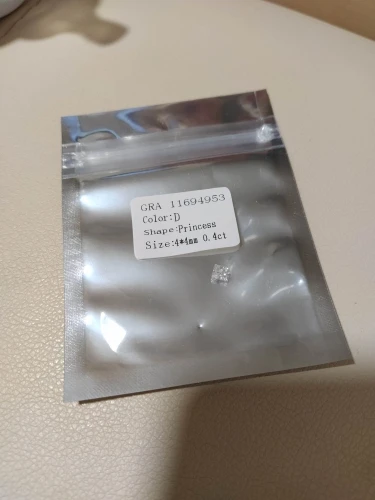 GRA 11694953
Color:D
Shape:Princess
Size:4*4mm 0.4ct